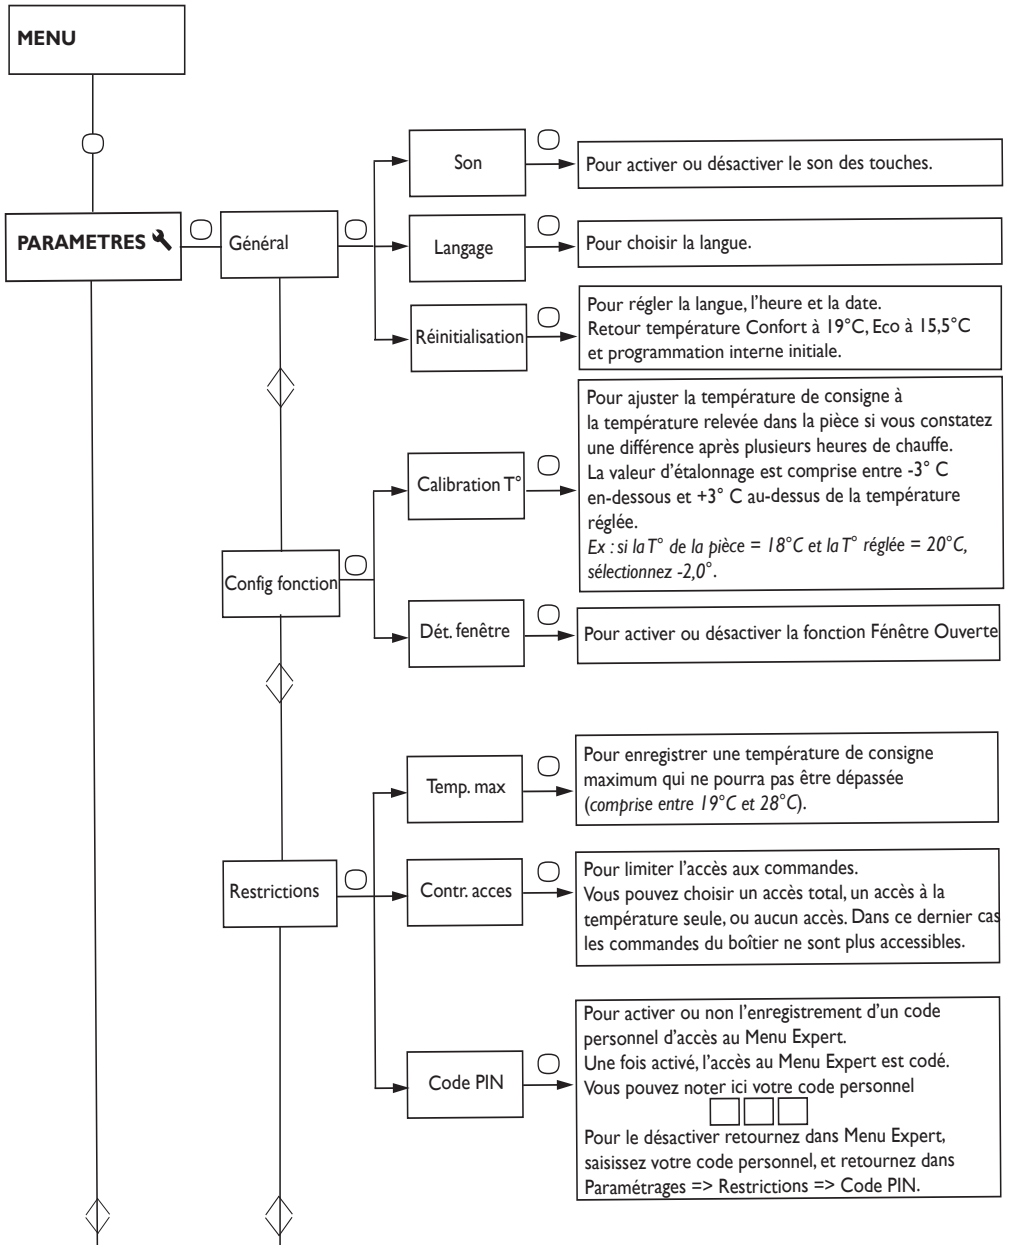 MENU
Son
Pour activer ou désactiver le son des touches.
PARAMETRES
Général
Langage
Pour choisir la langue.
Réinitialisation
Pour régler la langue, l'heure et la date.
Retour température Confort à 19°C, Eco à 15,5°C
et programmation interne initiale.
Calibration T°
Pour ajuster la température de consigne à
la température relevée dans la pièce si vous constatez
une différence après plusieurs heures de chauffe.
La valeur d'étalonnage est comprise entre -3° C
en-dessous et +3° C au-dessus de la température
réglée.
Ex : si la T° de la pièce = 18°C et la T° réglée = 20°C,
sélectionnez -2,0°.
Config fonction
Dét. fenêtre
Pour activer ou désactiver la fonction Fénêtre Ouverte
Temp. max
Pour enregistrer une température de consigne
maximum qui ne pourra pas être dépassée
(comprise entre 19°C et 28°C).
Restrictions
Contr. acces
Pour limiter l'accès aux commandes.
Vous pouvez choisir un accès total, un accès à la
température seule, ou aucun accès. Dans ce dernier cas
les commandes du boîtier ne sont plus accessibles.
Code PIN
Pour activer ou non l'enregistrement d'un code
personnel d'accès au Menu Expert.
Une fois activé, l'accès au Menu Expert est codé.
Vous pouvez noter ici votre code personnel
Pour le désactiver retournez dans Menu Expert,
saisissez votre code personnel, et retournez dans
Paramétrages => Restrictions => Code PIN.